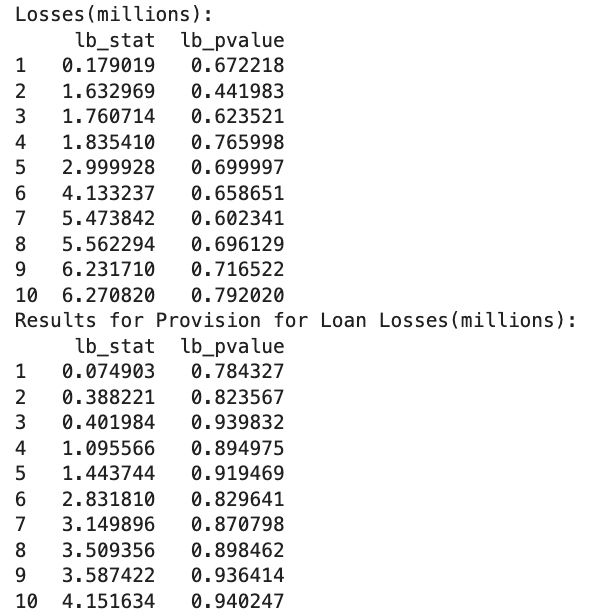 Losses(millions):
lb_stat lb_pvalue
1 0.179019 0.672218
2 1.632969 0.441983
3 1.760714 0.623521
4 1.835410 0.765998
5 2.999928 0.699997
6 4.133237 0.658651
7 5.473842 0.602341
8 5.562294 0.696129
9 6.231710 0.716522
10 6.270820 0.792020
Results for Provision for Loan Losses(millions):
lb_stat lb_pvalue
1 0.074903 0.784327
2 0.388221 0.823567
3 0.401984 0.939832
4 1.095566 0.894975
5 1.443744 0.919469
6 2.831810 0.829641
7 3.149896 0.870798
8 3.509356 0.898462
9 3.587422 0.936414
10 4.151634 0.940247